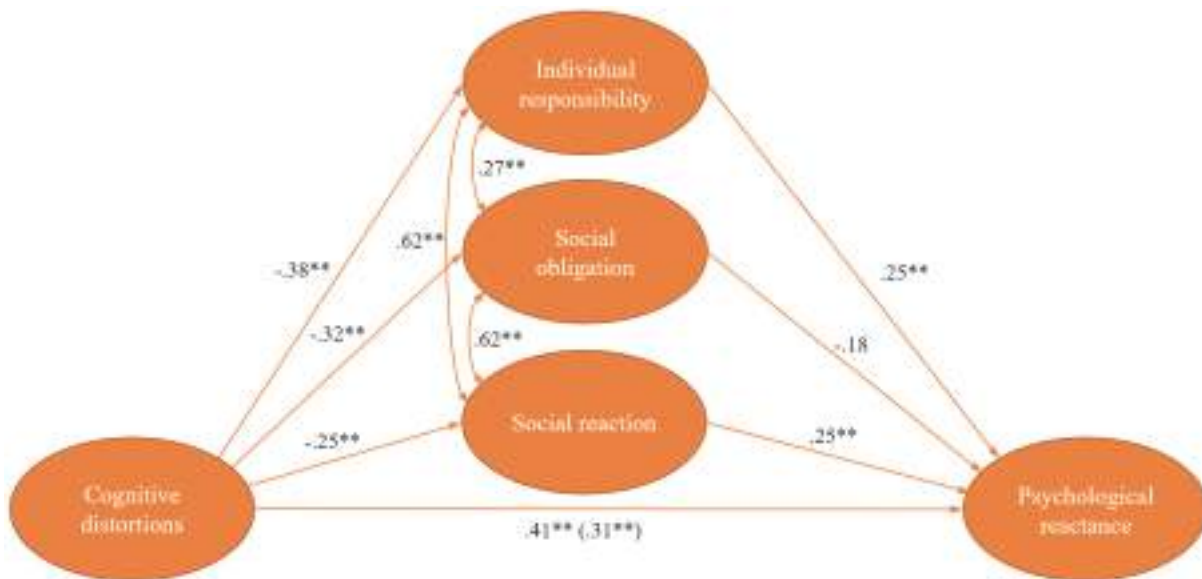 Individual
responsibility
.27**
Social
obligation
.62**
-.38**
.25**
-.32**
.62**
-.18
Social reaction
-.25**
.25**
Cognitive
distortions
Psychological
reactance
.41** (.31**)